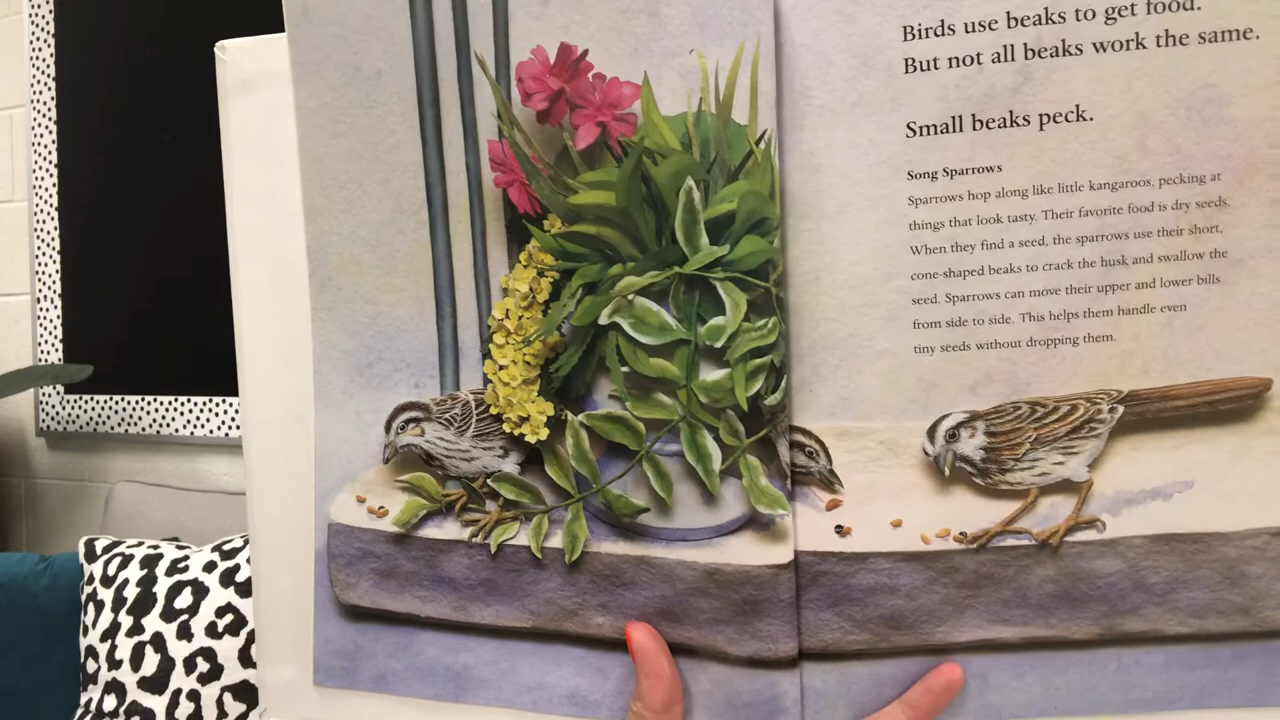 Birds use beaks to get food.
But not all beaks work the same.
Small beaks peck.
Song Sparrows
Sparrows hop along like little kangaroos, pecking at
things that look tasty. Their favorite food is dry seeds.
When they find a seed, the sparrows use their short,
cone-shaped beaks to crack the husk and swallow the
seed. Sparrows can move their upper and lower bills
from side to side. This helps them handle even
tiny seeds without dropping them.